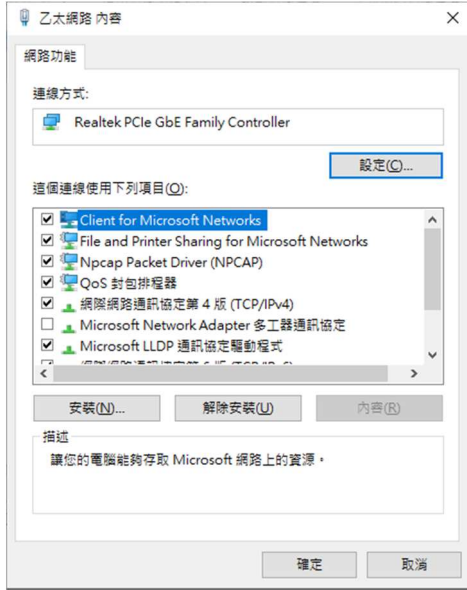 乙太網路 內容
網路功能
連線方式:
Realtek PCIe GbE Family Controller
設定(C)...
這個連線使用下列項目(O):
Client for Microsoft Networks
File and Printer Sharing for Microsoft Networks
Npcap Packet Driver (NPCAP)
QoS 封包排程器
網際網路通訊協定第 4 版 (TCP/IPv4)
Microsoft Network Adapter 多工器通訊協定
Microsoft LLDP 通訊協定驅動程式
安裝(N)...
解除安裝(U)
內容(R)
描述
讓您的電腦能夠存取 Microsoft 網路上的資源。
確定
取消